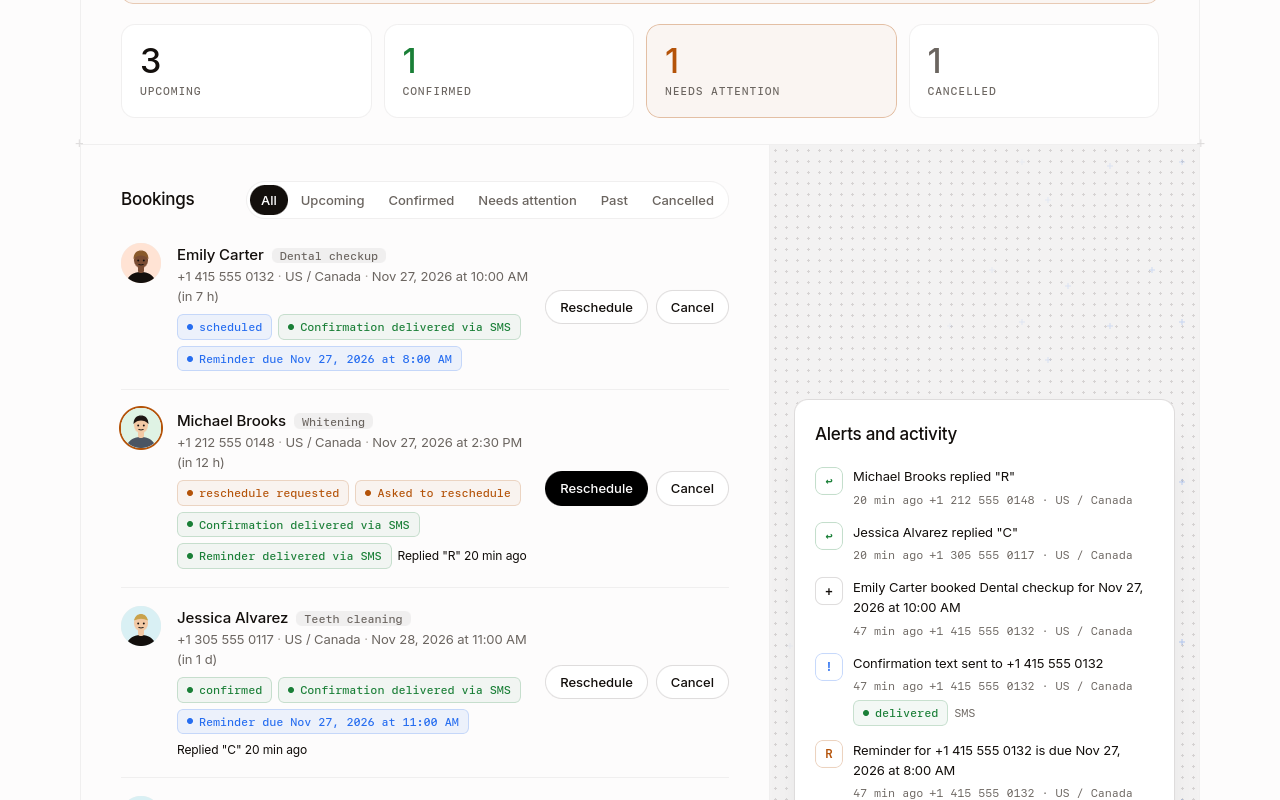 3
UPCOMING
1
CONFIRMED
1
NEEDS ATTENTION
1
CANCELLED
Bookings
All Upcoming Confirmed Needs attention Past Cancelled
Emily Carter Dental checkup
+1 415 555 0132 · US / Canada · Nov 27, 2026 at 10:00 AM
(in 7 h)
scheduled Confirmation delivered via SMS
Reminder due Nov 27, 2026 at 8:00 AM
Reschedule Cancel
Michael Brooks Whitening
+1 212 555 0148 · US / Canada · Nov 27, 2026 at 2:30 PM
(in 12 h)
reschedule requested Asked to reschedule
Confirmation delivered via SMS
Reminder delivered via SMS Replied "R" 20 min ago
Reschedule Cancel
Jessica Alvarez Teeth cleaning
+1 305 555 0117 · US / Canada · Nov 28, 2026 at 11:00 AM
(in 1 d)
confirmed Confirmation delivered via SMS
Reminder due Nov 27, 2026 at 11:00 AM
Replied "C" 20 min ago
Reschedule Cancel
Alerts and activity
Michael Brooks replied "R"
20 min ago +1 212 555 0148 · US / Canada
Jessica Alvarez replied "C"
20 min ago +1 305 555 0117 · US / Canada
+ Emily Carter booked Dental checkup for Nov 27,
2026 at 10:00 AM
47 min ago +1 415 555 0132 · US / Canada
! Confirmation text sent to +1 415 555 0132
47 min ago +1 415 555 0132 · US / Canada
delivered SMS
R Reminder for +1 415 555 0132 is due Nov 27,
2026 at 8:00 AM
47 min ago +1 415 555 0132 · US / Canada